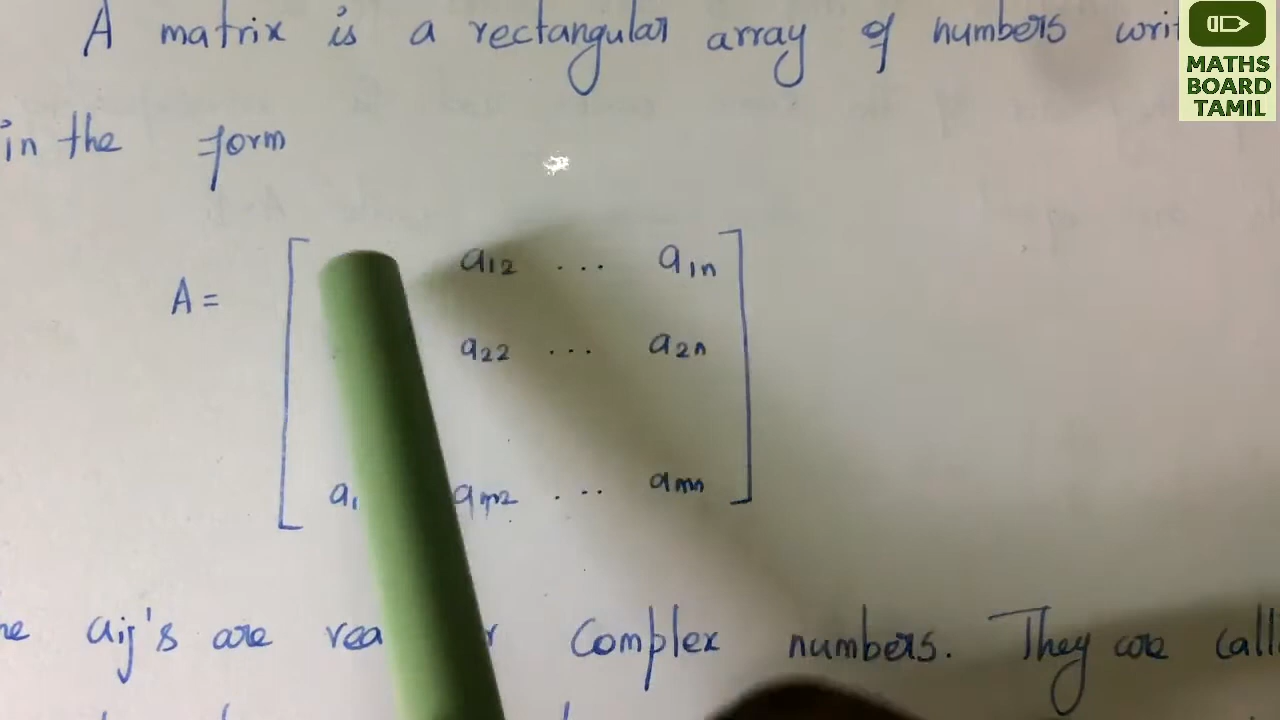 A matrix is a rectangular array of numbers writ
MATHS
BOARD
TAMIL
in the form
a12 ... a1n
A =
a22 ... a2n
am2 ... amn
aij's are complex numbers. They are call